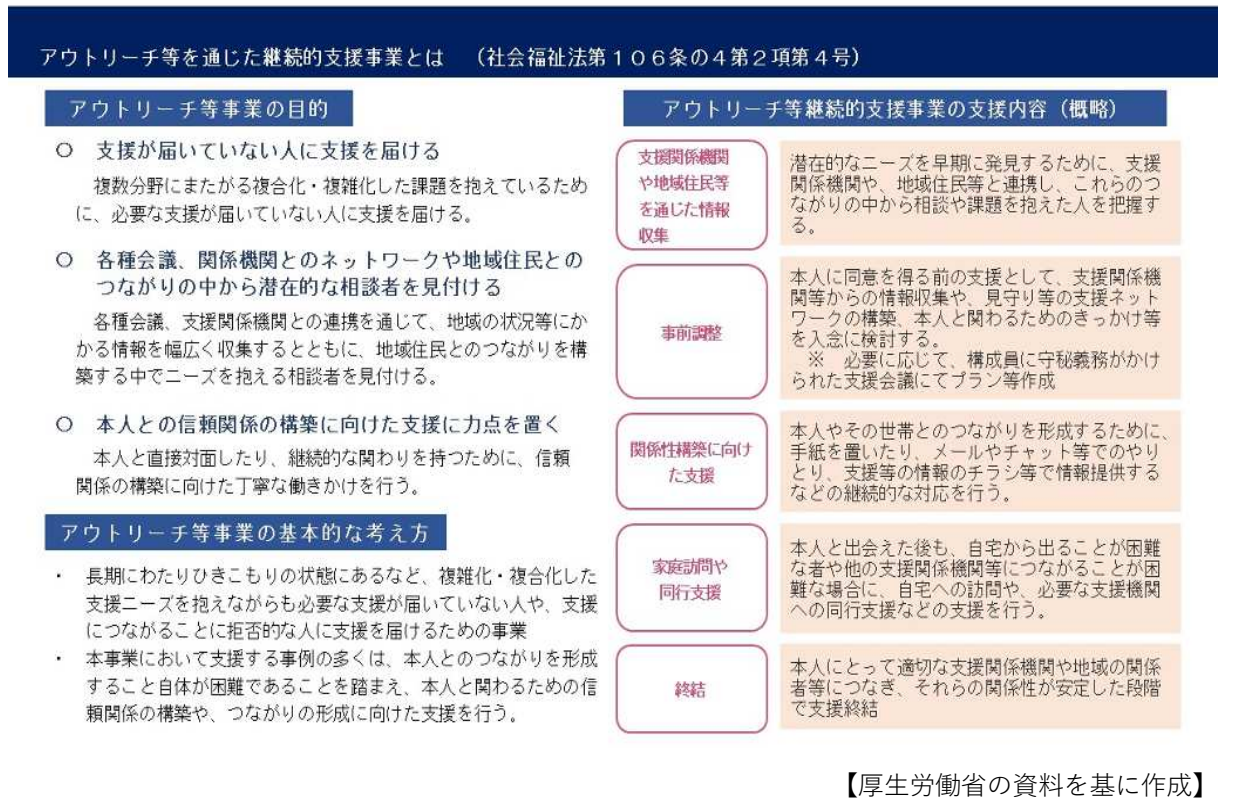 アウトリーチ等を通じた継続的支援事業とは　（社会福祉法第１０６条の４第２項第４号）
アウトリーチ等事業の目的
○　支援が届いていない人に支援を届ける
複数分野にまたがる複合化・複雑化した課題を抱えているため
に、必要な支援が届いていない人に支援を届ける。
○　各種会議、関係機関とのネットワークや地域住民との
つながりの中から潜在的な相談者を見付ける
各種会議、支援関係機関との連携を通じて、地域の状況等にか
かる情報を幅広く収集するとともに、地域住民とのつながりを構
築する中でニーズを抱える相談者を見付ける。
○　本人との信頼関係の構築に向けた支援に力点を置く
本人と直接対面したり、継続的な関わりを持つために、信頼
関係の構築に向けた丁寧な働きかけを行う。
アウトリーチ等事業の基本的な考え方
・　長期にわたりひきこもりの状態にあるなど、複雑化・複合化した
支援ニーズを抱えながらも必要な支援が届いていない人や、支援
につながることに拒否的な人に支援を届けるための事業
・　本事業において支援する事例の多くは、本人とのつながりを形成
すること自体が困難であることを踏まえ、本人と関わるための信
頼関係の構築や、つながりの形成に向けた支援を行う。
アウトリーチ等継続的支援事業の支援内容（概略）
支援関係機関
や地域住民等
を通じた情報
収集
潜在的なニーズを早期に発見するために、支援
関係機関や、地域住民等と連携し、これらのつ
ながりの中から相談や課題を抱えた人を把握す
る。
事前調整
本人に同意を得る前の支援として、支援関係機
関等からの情報収集や、見守り等の支援ネット
ワークの構築、本人と関わるためのきっかけ等
を入念に検討する。
※　必要に応じて、構成員に守秘義務がかけ
られた支援会議にてプラン等作成
関係性構築に向け
た支援
本人やその世帯とのつながりを形成するために、
手紙を置いたり、メールやチャット等でのやり
とり、支援等の情報のチラシ等で情報提供する
などの継続的な対応を行う。
家庭訪問や
同行支援
本人と出会えた後も、自宅から出ることが困難
な者や他の支援関係機関等につながることが困
難な場合に、自宅への訪問や、必要な支援機関
への同行支援などの支援を行う。
終結
本人にとって適切な支援関係機関や地域の関係
者等につなぎ、それらの関係性が安定した段階
で支援終結
【厚生労働省の資料を基に作成】